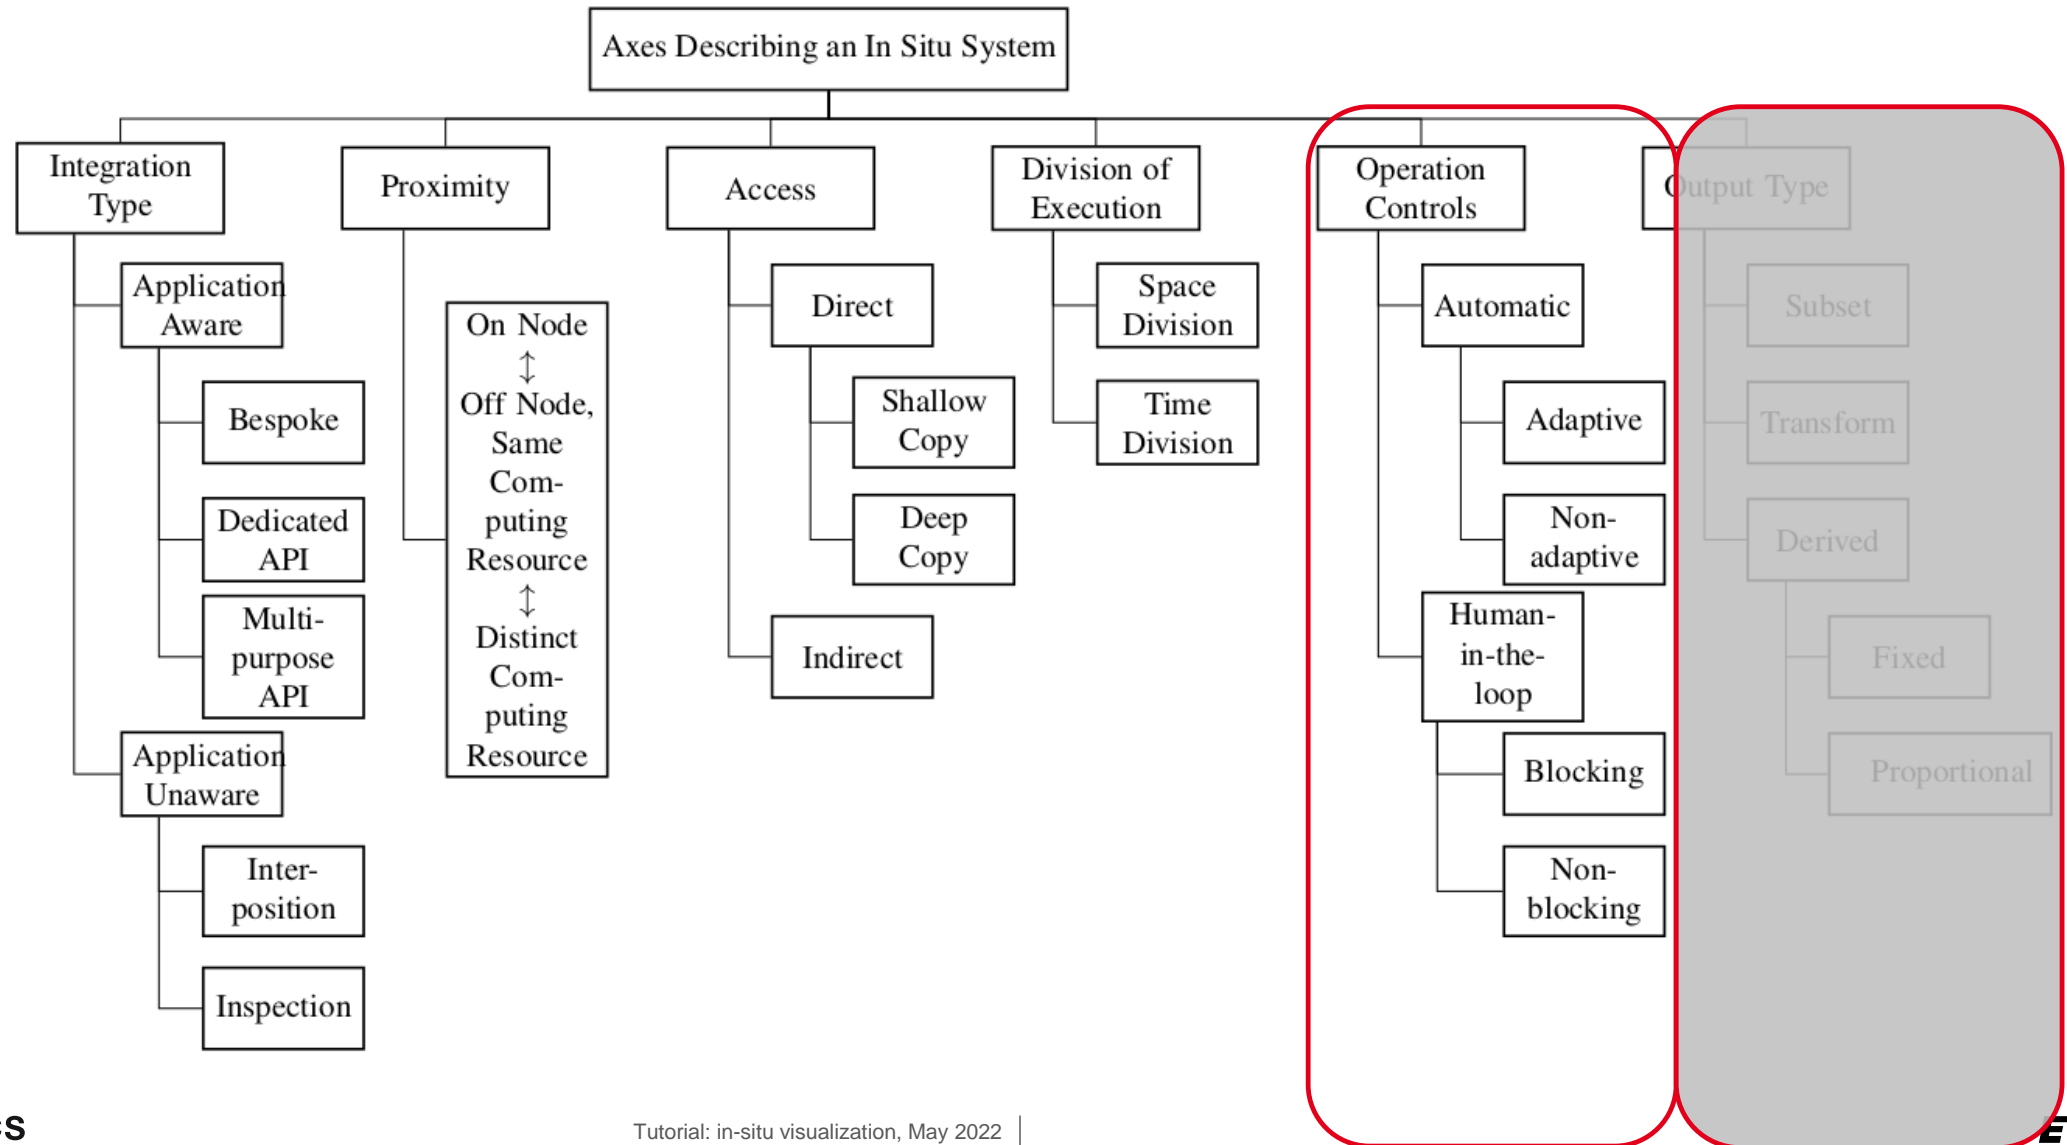 Axes Describing an In Situ System
Integration
Type
Application
Aware
Bespoke
Dedicated
API
Multi-
purpose
API
Application
Unaware
Inter-
position
Inspection
Proximity
On Node
↕
Off Node,
Same
Com-
puting
Resource
↕
Distinct
Com-
puting
Resource
Access
Direct
Shallow
Copy
Deep
Copy
Indirect
Division of
Execution
Space
Division
Time
Division
Operation
Controls
Automatic
Adaptive
Non-
adaptive
Human-
in-the-
loop
Blocking
Non-
blocking
Output Type
Subset
Transform
Derived
Fixed
Proportional
Tutorial: in-situ visualization, May 2022